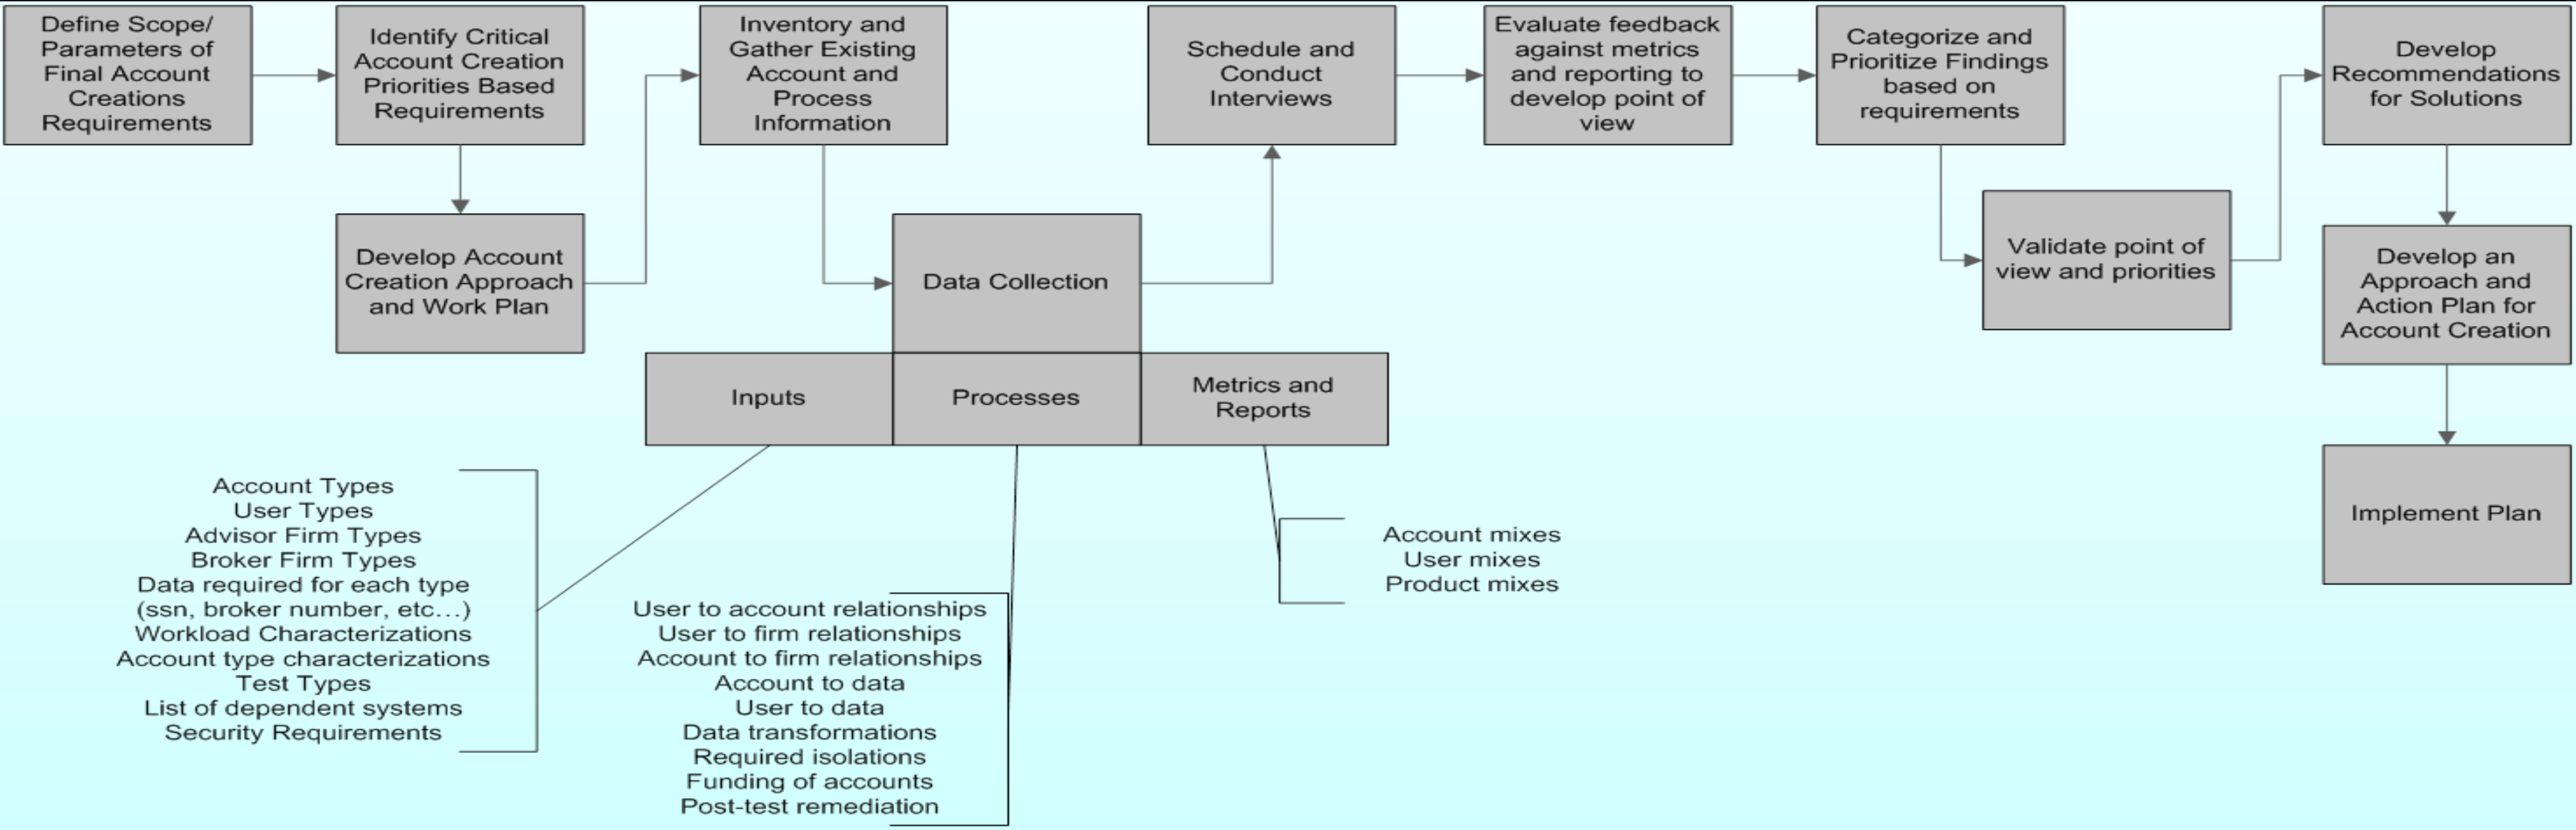 Define Scope/
Parameters of
Final Account
Creations
Requirements
Identify Critical
Account Creation
Priorities Based
Requirements
Develop Account
Creation Approach
and Work Plan
Inventory and
Gather Existing
Account and
Process
Information
Data Collection
Inputs
Processes
Metrics and
Reports
Account Types
User Types
Advisor Firm Types
Broker Firm Types
Data required for each type
(ssn, broker number, etc...)
Workload Characterizations
Account type characterizations
Test Types
List of dependent systems
Security Requirements
User to account relationships
User to firm relationships
Account to firm relationships
Account to data
User to data
Data transformations
Required isolations
Funding of accounts
Post-test remediation
Account mixes
User mixes
Product mixes
Schedule and
Conduct
Interviews
Evaluate feedback
against metrics
and reporting to
develop point of
view
Categorize and
Prioritize Findings
based on
requirements
Validate point of
view and priorities
Develop
Recommendations
for Solutions
Develop an
Approach and
Action Plan for
Account Creation
Implement Plan